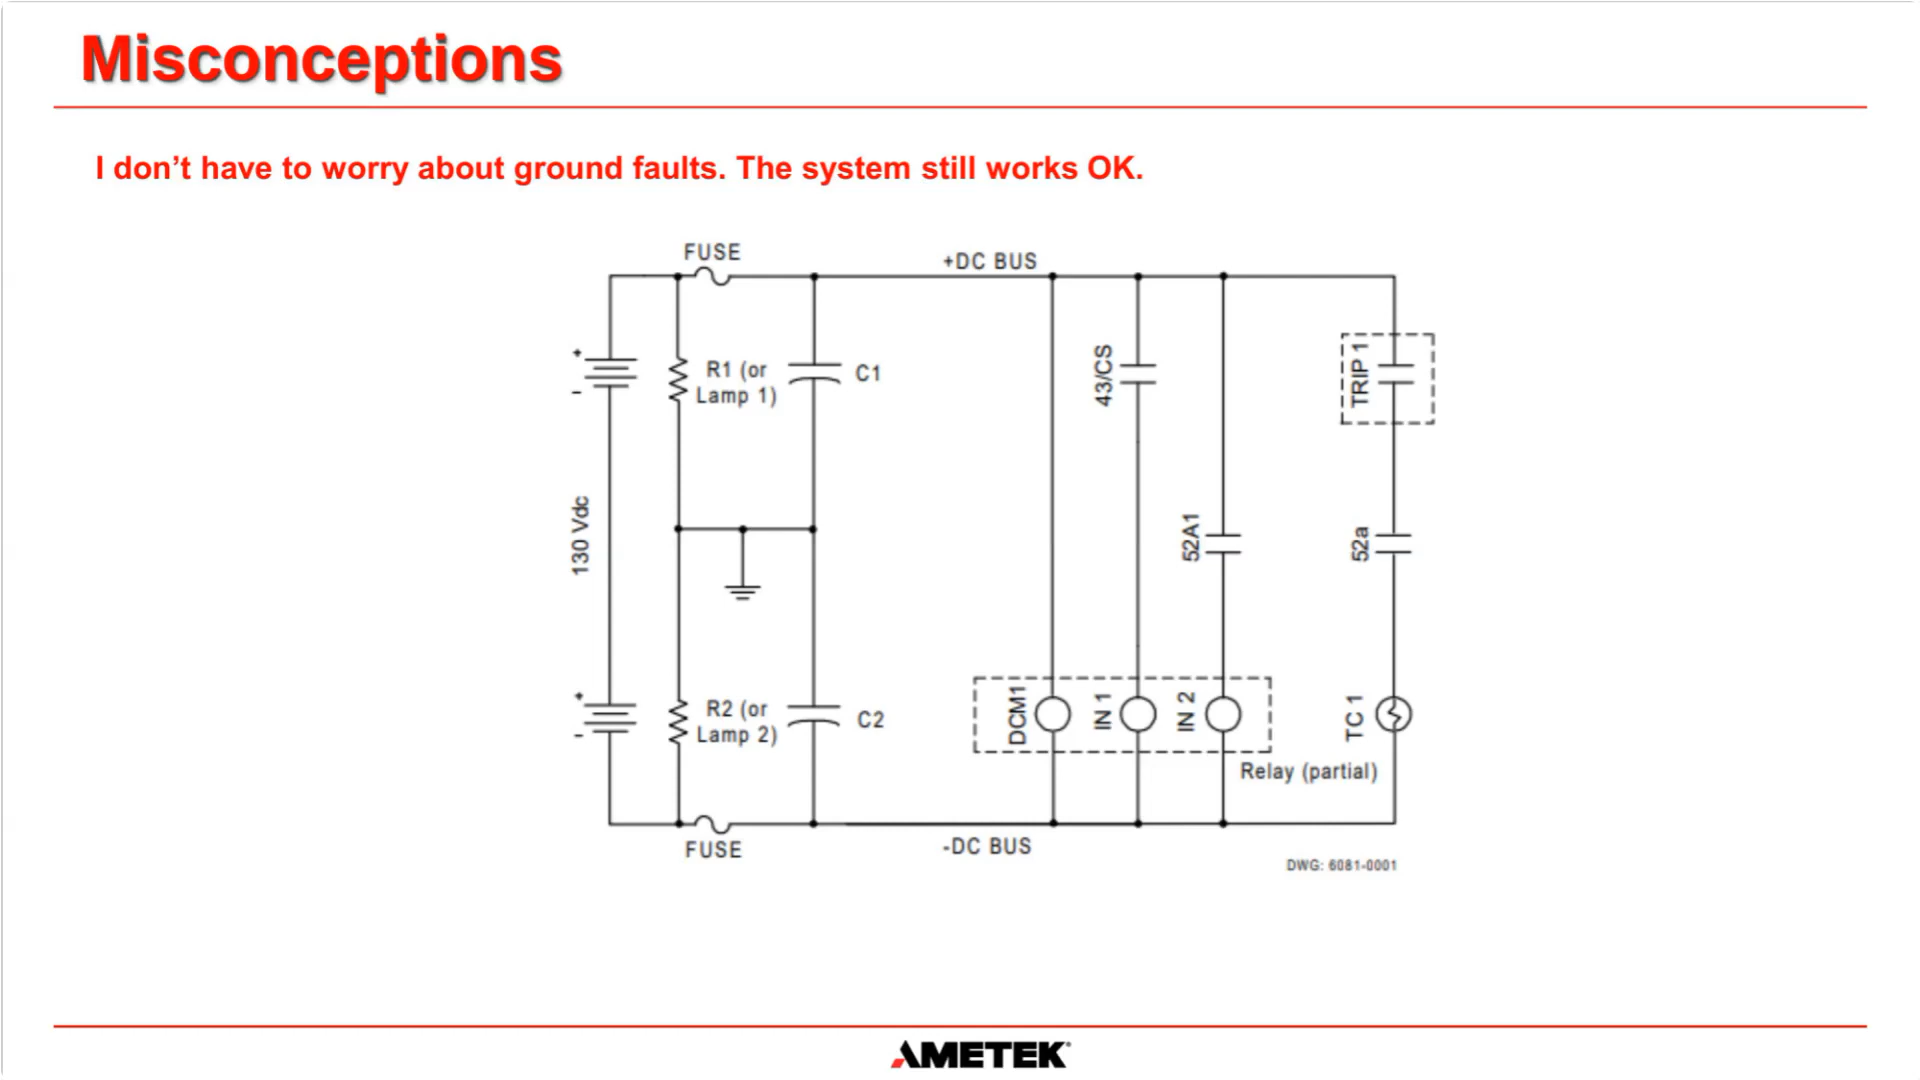 Misconceptions
I don’t have to worry about ground faults. The system still works OK.
FUSE
+DC BUS
+
-
R1 (or
Lamp 1)
C1
43/CS
TRIP 1
130 Vdc
52A1
52a
+
-
R2 (or
Lamp 2)
C2
DCM1
IN 1
IN 2
TC 1
Relay (partial)
FUSE
-DC BUS
DWG: 6081-0001
AMETEK®